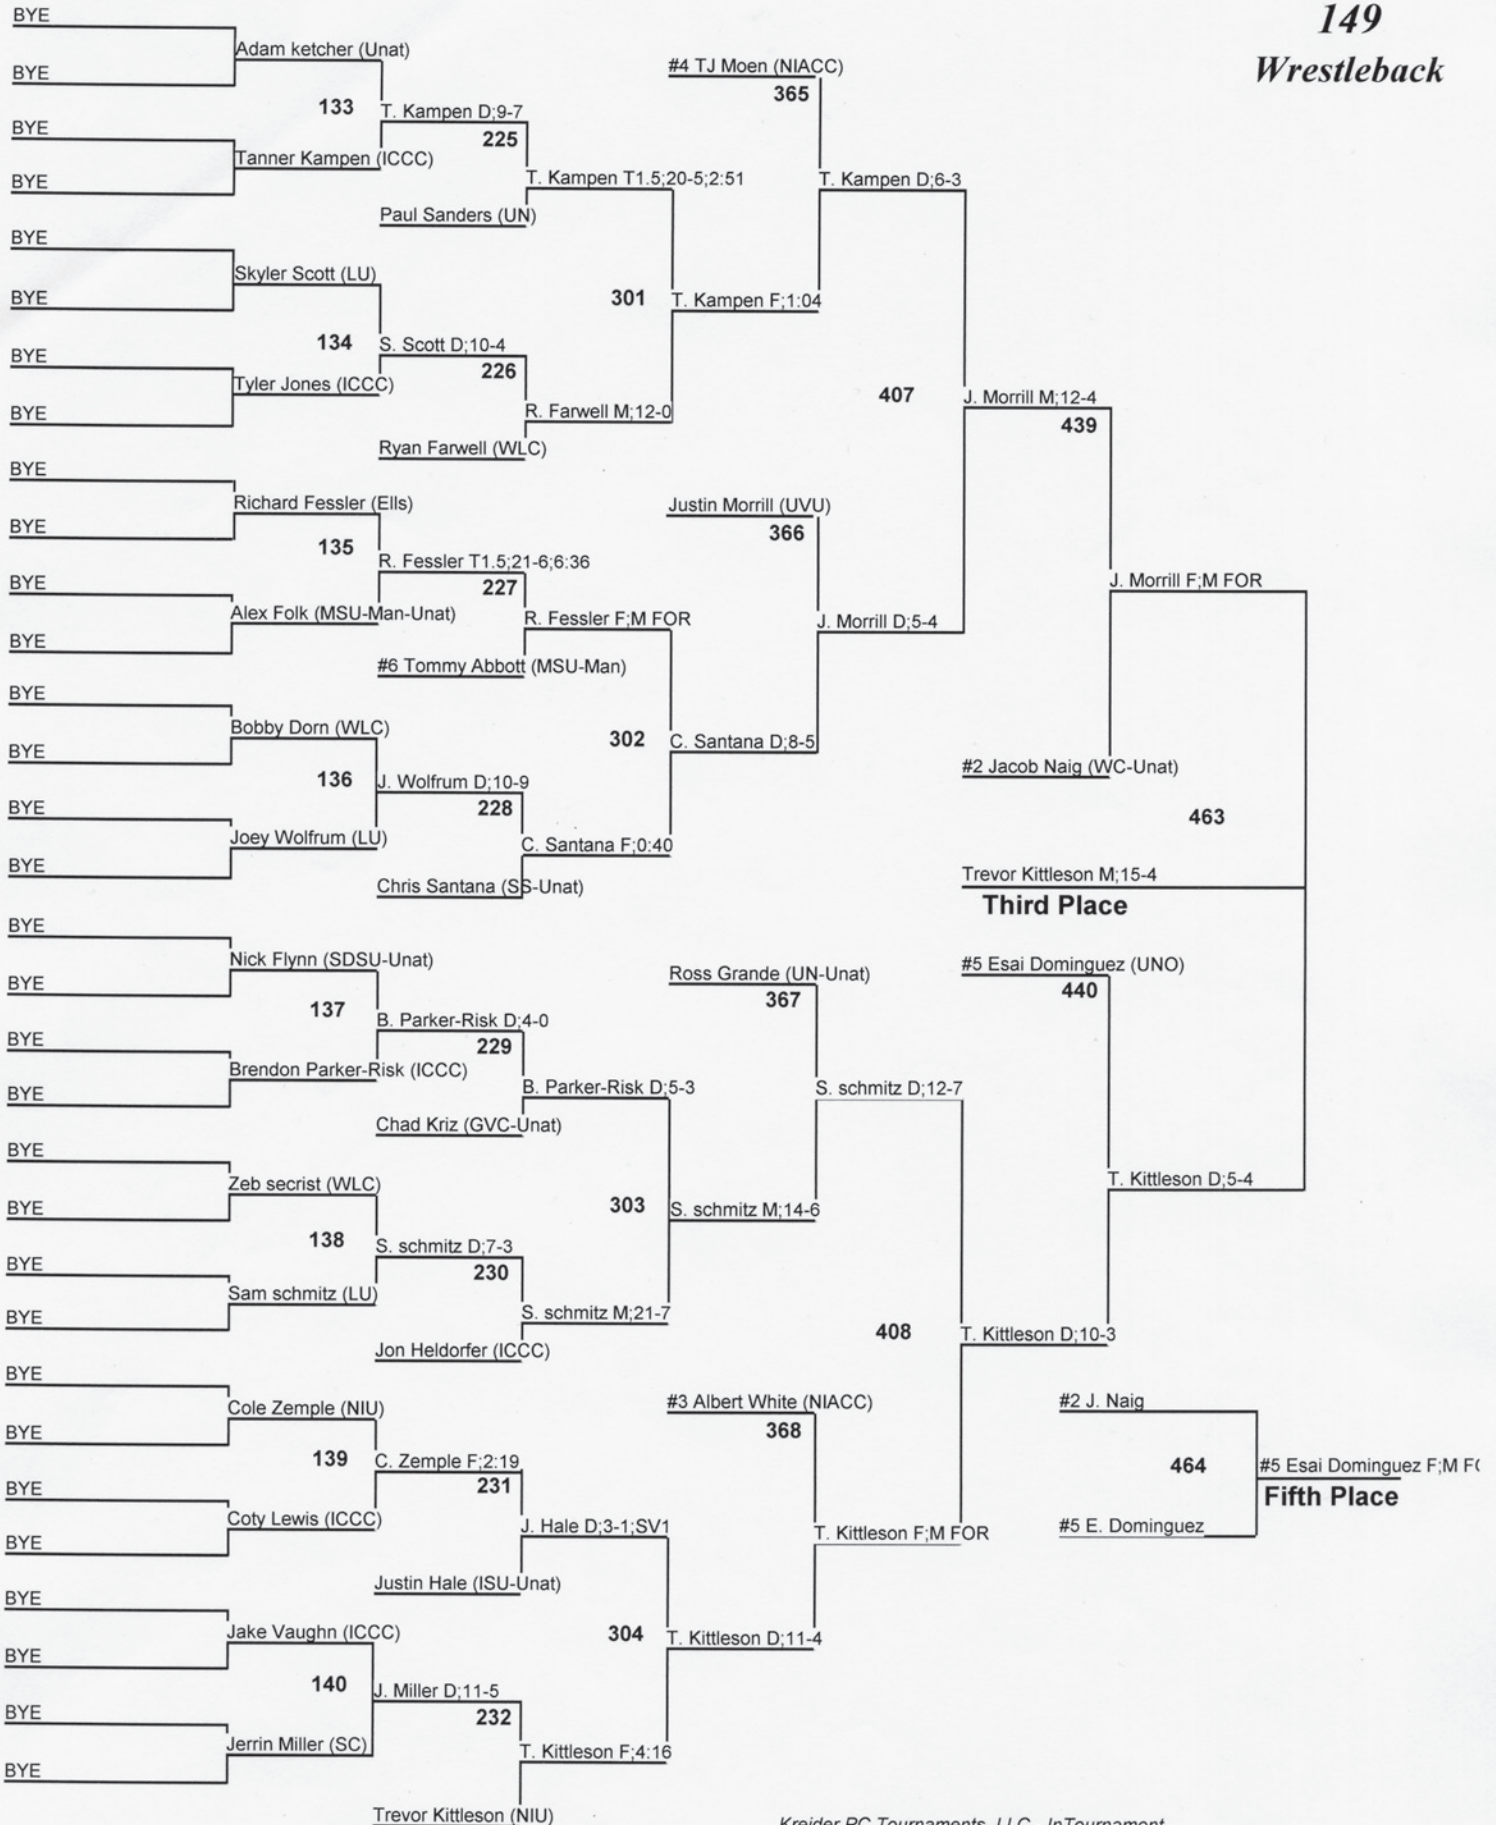 149
Wrestleback
BYE
Adam ketcher (Unat)
BYE
133
T. Kampen D;9-7
225
BYE
Tanner Kampen (ICCC)
BYE
T. Kampen T1.5;20-5;2:51
Paul Sanders (UN)
#4 TJ Moen (NIACC)
365
T. Kampen D;6-3
BYE
Skyler Scott (LU)
BYE
301
T. Kampen F;1:04
134
S. Scott D;10-4
226
BYE
Tyler Jones (ICCC)
BYE
R. Farwell M;12-0
Ryan Farwell (WLC)
407
J. Morrill M;12-4
439
BYE
Richard Fessler (Ells)
BYE
135
R. Fessler T1.5;21-6;6:36
227
BYE
Alex Folk (MSU-Man-Unat)
BYE
R. Fessler F;M FOR
#6 Tommy Abbott (MSU-Man)
Justin Morrill (UVU)
366
J. Morrill D;5-4
J. Morrill F;M FOR
BYE
Bobby Dorn (WLC)
BYE
302
C. Santana D;8-5
136
J. Wolfrum D;10-9
228
BYE
Joey Wolfrum (LU)
BYE
C. Santana F;0:40
Chris Santana (SS-Unat)
#2 Jacob Naig (WC-Unat)
463
Trevor Kittleson M;15-4
Third Place
BYE
Nick Flynn (SDSU-Unat)
BYE
137
B. Parker-Risk D;4-0
229
BYE
Brendon Parker-Risk (ICCC)
BYE
B. Parker-Risk D;5-3
Chad Kriz (GVC-Unat)
Ross Grande (UN-Unat)
367
S. schmitz D;12-7
#5 Esai Dominguez (UNO)
440
T. Kittleson D;5-4
BYE
Zeb secrist (WLC)
BYE
303
S. schmitz M;14-6
138
S. schmitz D;7-3
230
BYE
Sam schmitz (LU)
BYE
S. schmitz M;21-7
Jon Heldorfer (ICCC)
408
T. Kittleson D;10-3
BYE
Cole Zemple (NIU)
BYE
139
C. Zemple F;2:19
231
BYE
Coty Lewis (ICCC)
BYE
J. Hale D;3-1;SV1
Justin Hale (ISU-Unat)
#3 Albert White (NIACC)
368
T. Kittleson F;M FOR
#2 J. Naig
464
#5 Esai Dominguez F;M F
Fifth Place
#5 E. Dominguez
BYE
Jake Vaughn (ICCC)
BYE
304
T. Kittleson D;11-4
140
J. Miller D;11-5
232
BYE
Jerrin Miller (SC)
BYE
T. Kittleson F;4:16
Trevor Kittleson (NIU)
Kreider PC Tournaments, LLC - InTournament